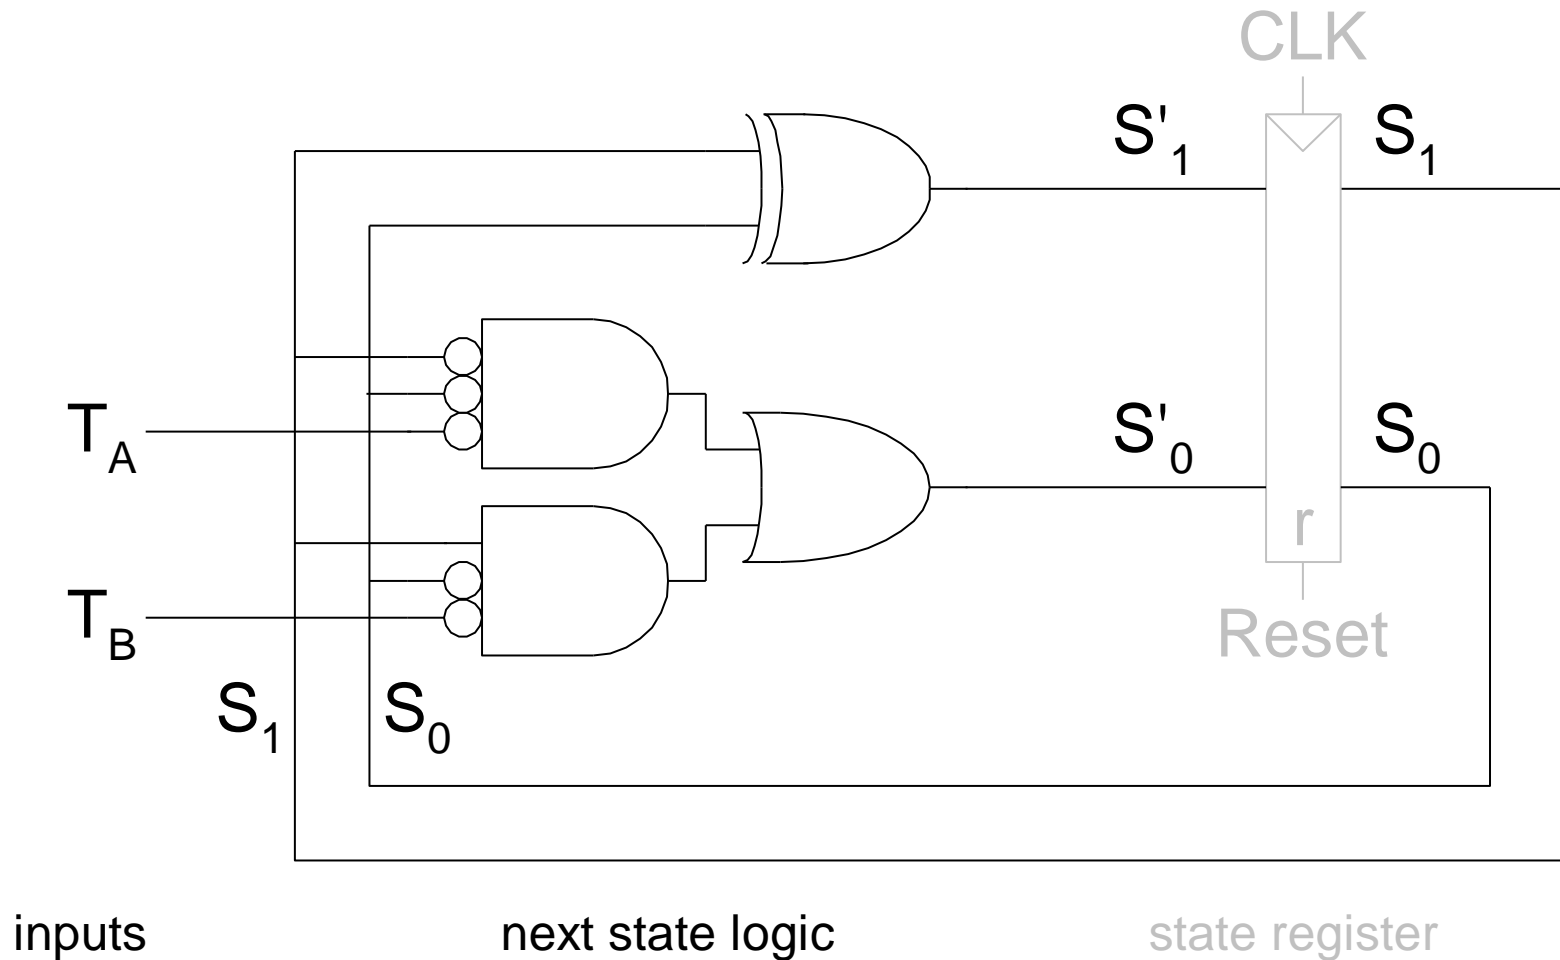 CLK
S'1
S1
TA
S'0
S0
r
TB
Reset
S1
S0
inputs
next state logic
state register